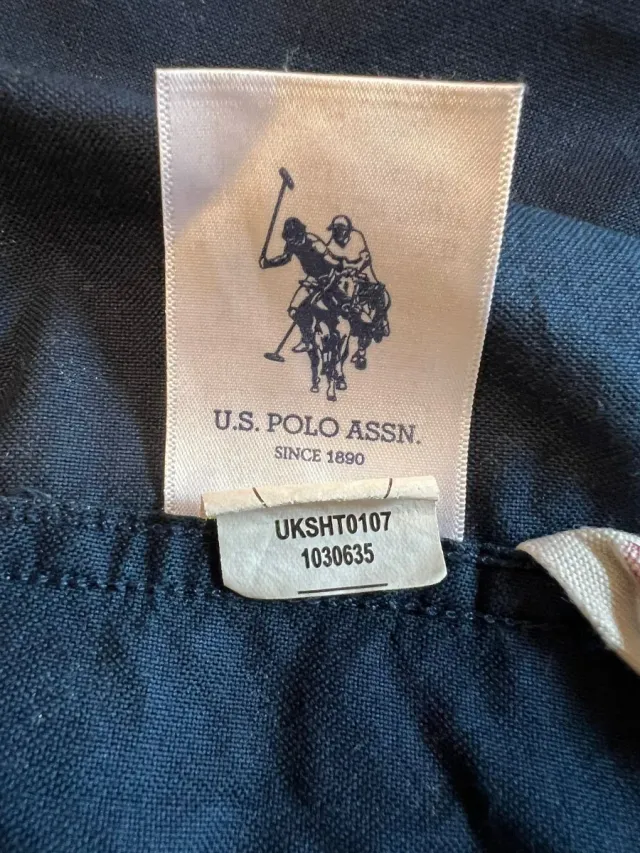 U.S. POLO ASSN.
SINCE 1890
UKSHT0107
1030635